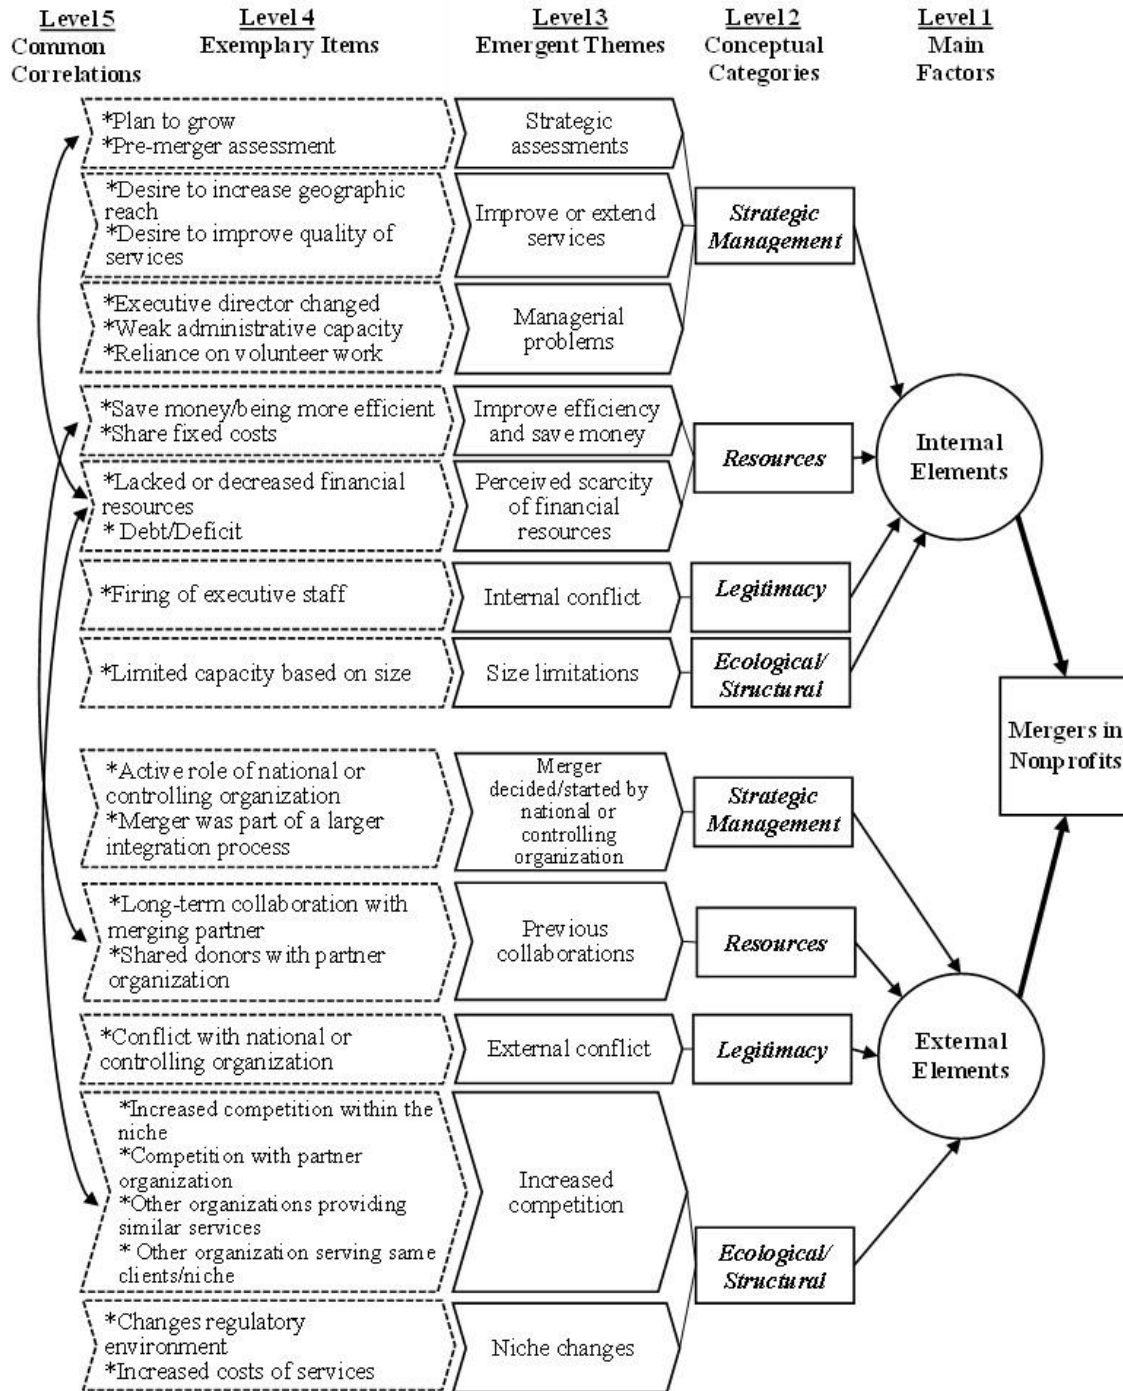 Level 5
Common
Correlations
Level 4
Exemplary Items
Level 3
Emergent Themes
Level 2
Conceptual
Categories
Level 1
Main
Factors
*Plan to grow
*Pre-merger assessment
Strategic
assessments
*Desire to increase geographic
reach
*Desire to improve quality of
services
Improve or extend
services
Strategic
Management
*Executive director changed
*Weak administrative capacity
*Reliance on volunteer work
Managerial
problems
*Save money/being more efficient
*Share fixed costs
Improve efficiency
and save money
Resources
Internal
Elements
*Lacked or decreased financial
resources
* Debt/Deficit
Perceived scarcity
of financial
resources
*Firing of executive staff
Internal conflict
Legitimacy
*Limited capacity based on size
Size limitations
Ecological/
Structural
Mergers in
Nonprofits
*Active role of national or
controlling organization
*Merger was part of a larger
integration process
Merger
decided/started by
national or
controlling
organization
Strategic
Management
*Long-term collaboration with
merging partner
*Shared donors with partner
organization
Previous
collaborations
Resources
*Conflict with national or
controlling organization
External conflict
Legitimacy
External
Elements
*Increased competition within the
niche
*Competition with partner
organization
*Other organizations providing
similar services
* Other organization serving same
clients/niche
Increased
competition
Ecological/
Structural
*Changes regulatory
environment
*Increased costs of services
Niche changes